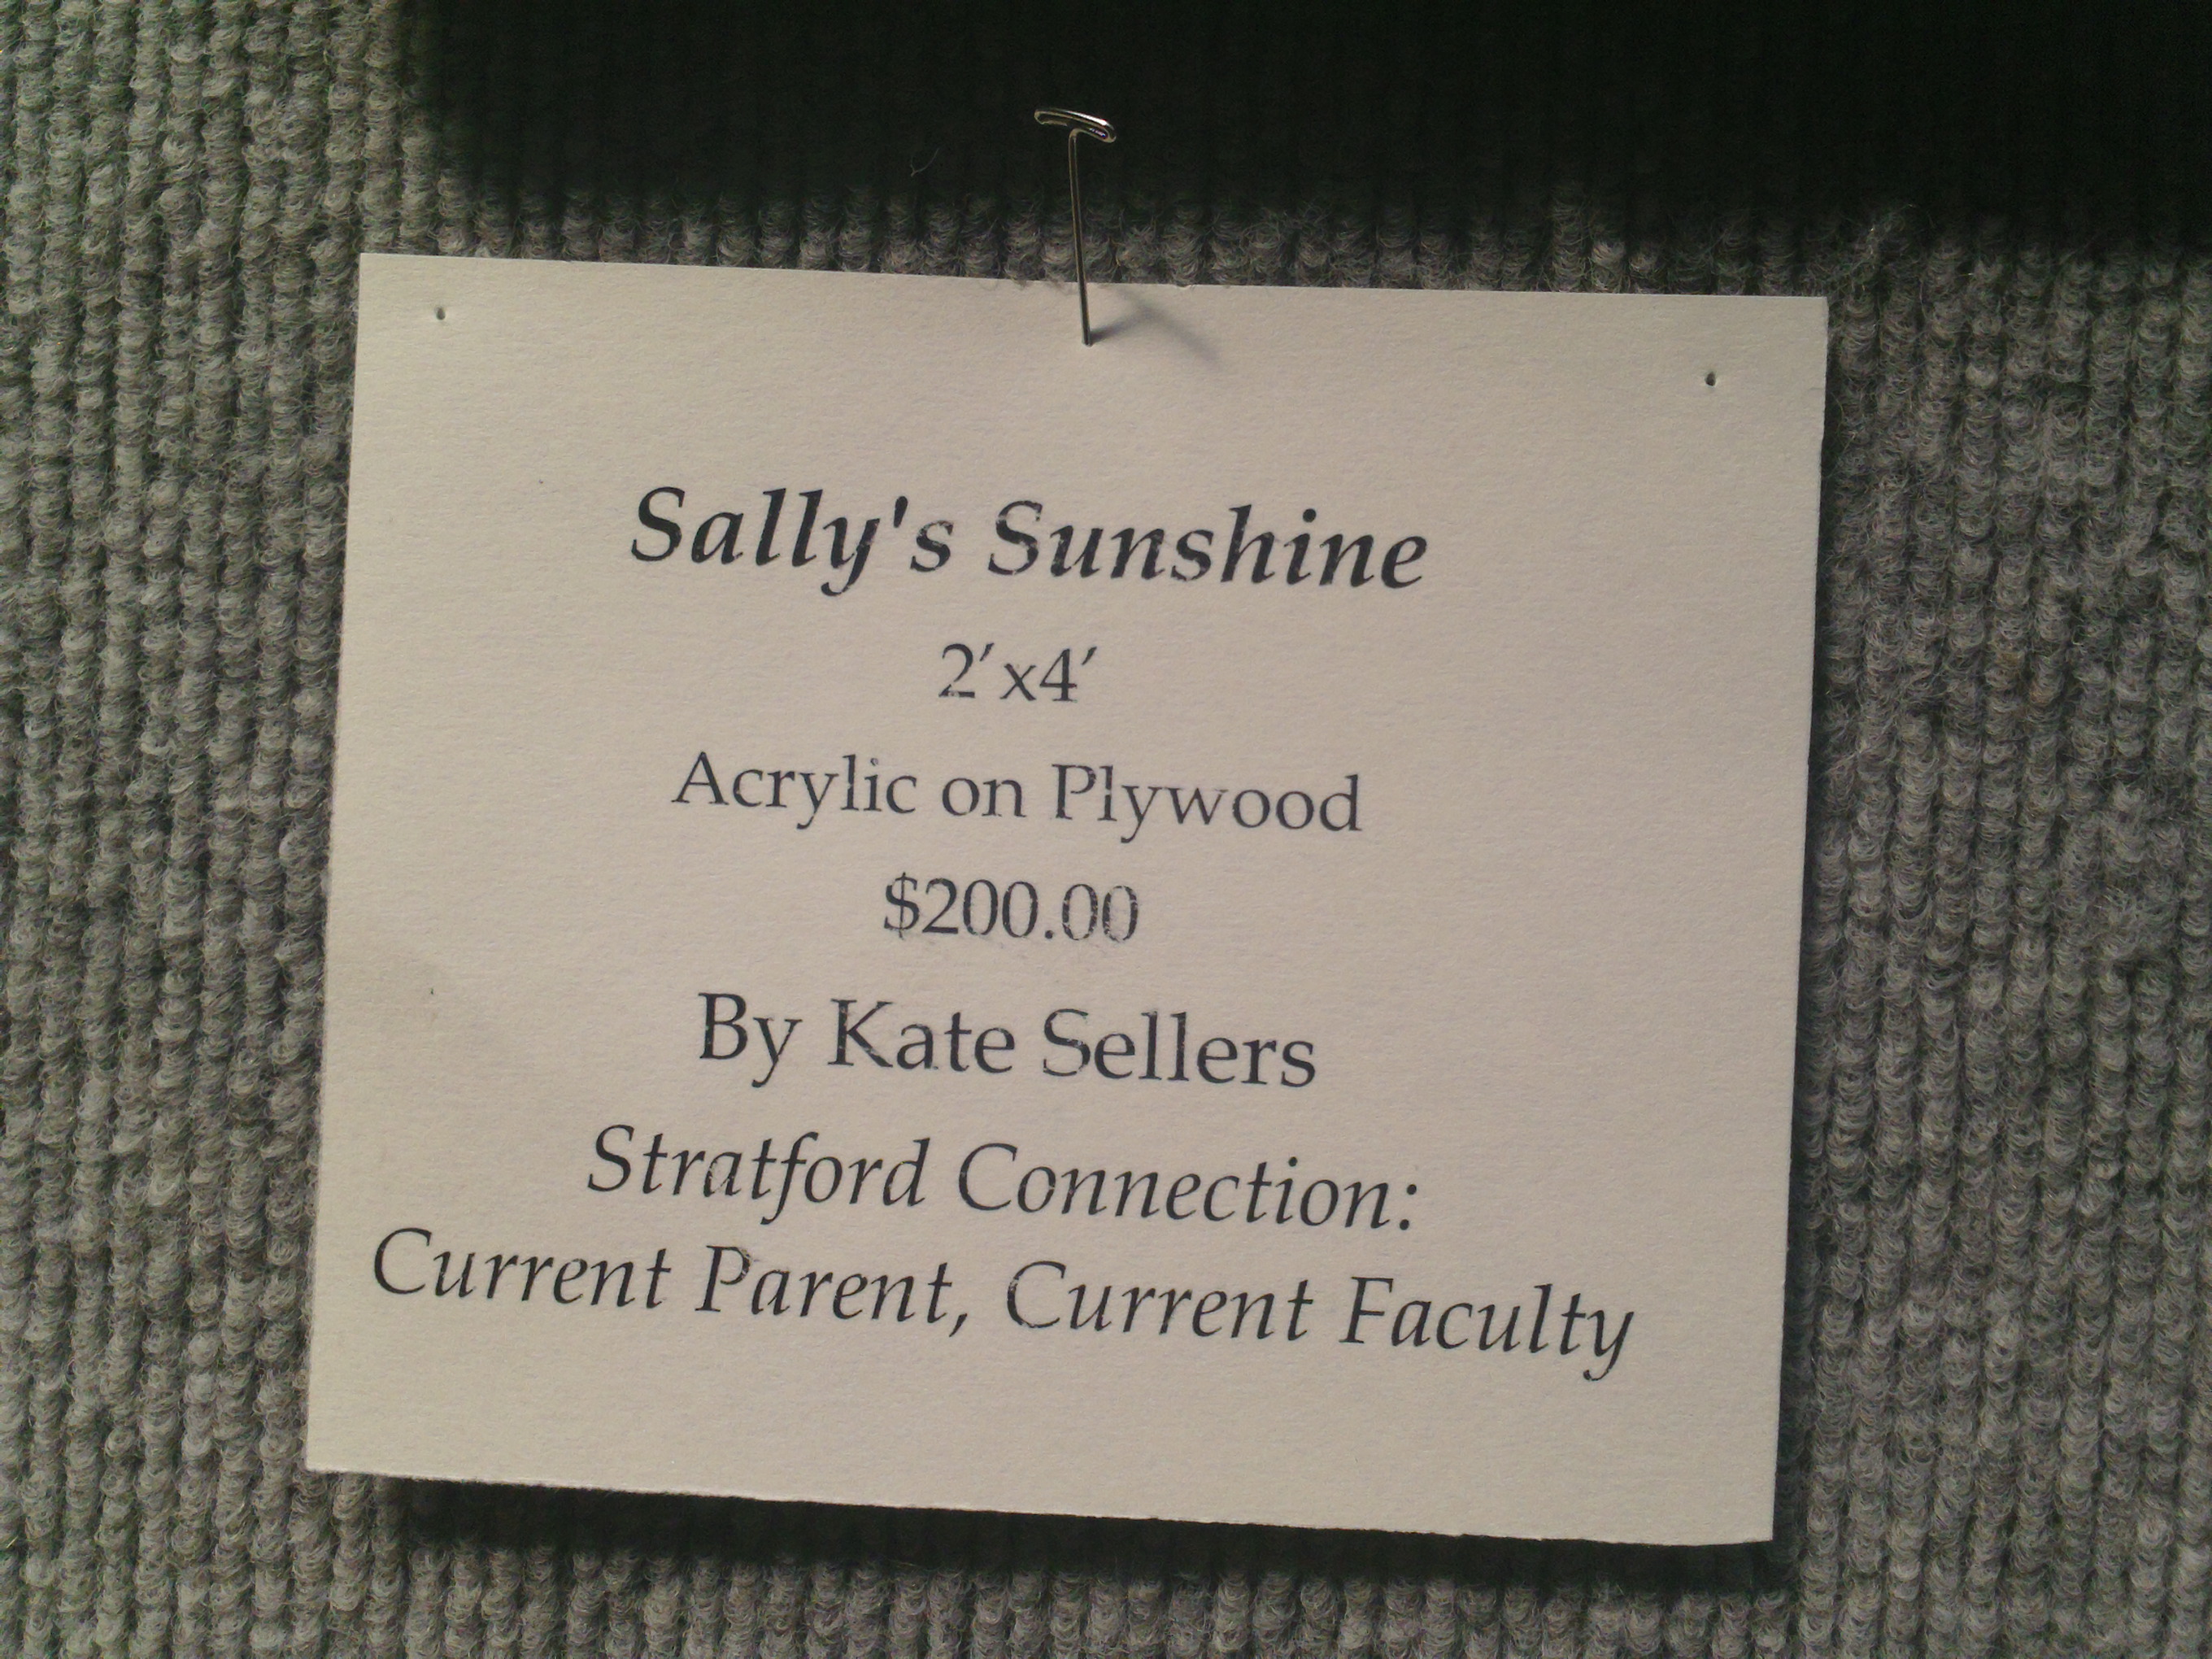 Sally's Sunshine
2′x4′
Acrylic on Plywood
$200.00
By Kate Sellers
Stratford Connection:
Current Parent, Current Faculty